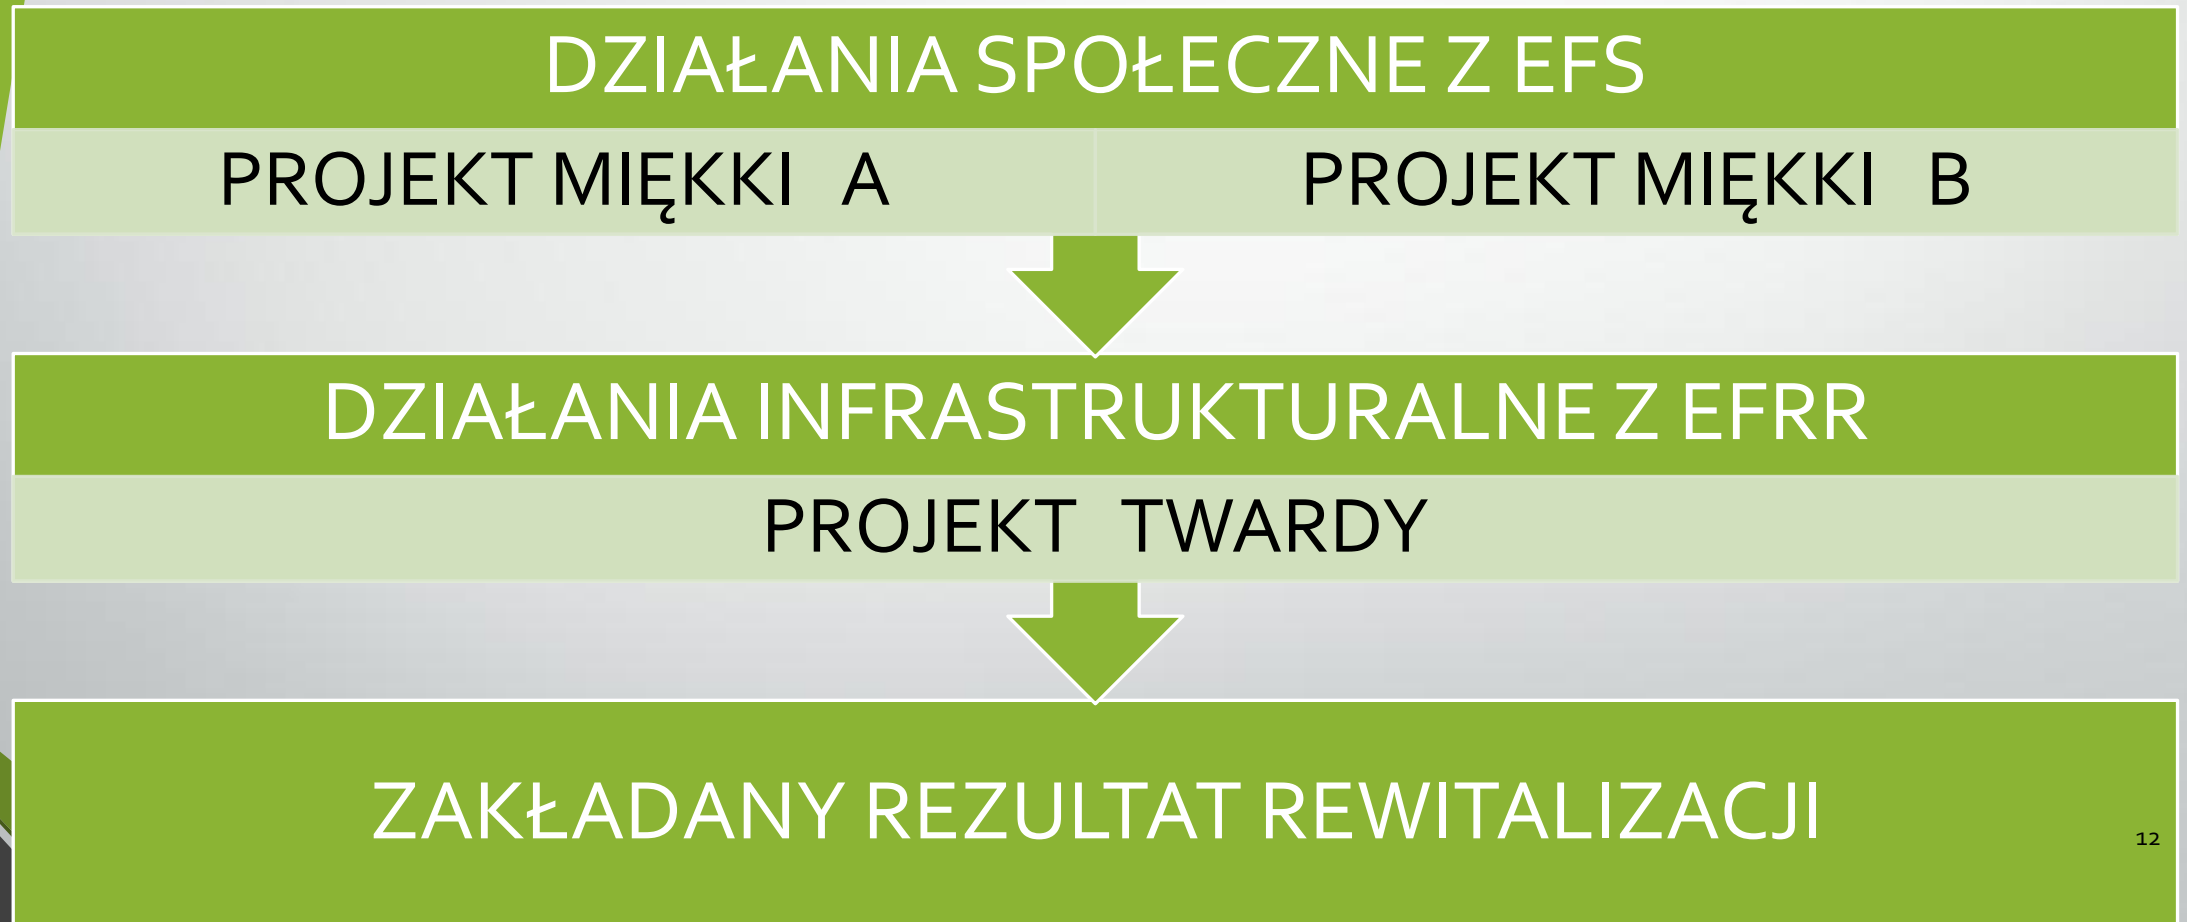 DZIAŁANIA SPOŁECZNE Z EFS
PROJEKT MIĘKKI A
PROJEKT MIĘKKI B
DZIAŁANIA INFRASTRUKTURALNE Z EFRR
PROJEKT TWARDY
ZAKŁADANY REZULTAT REWITALIZACJI
12